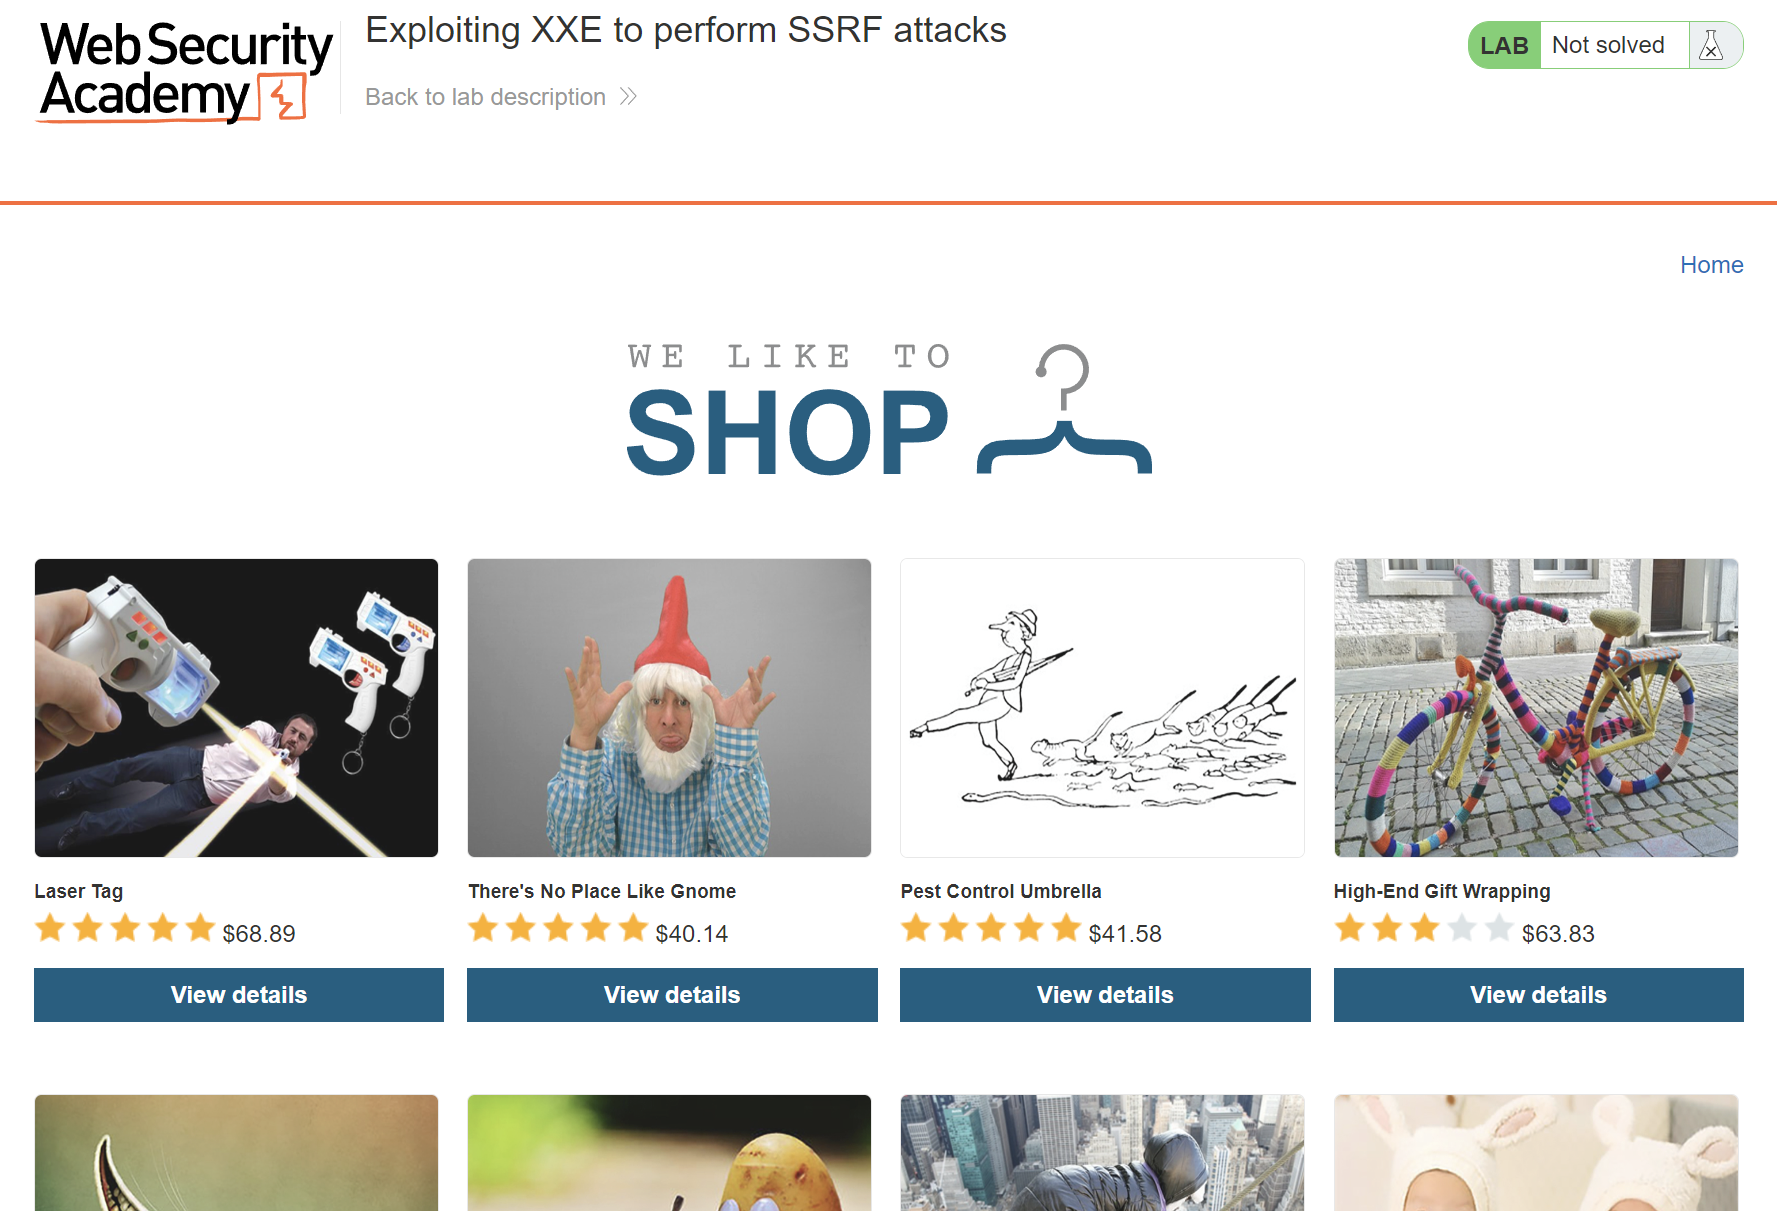 Web Security
Academy
Exploiting XXE to perform SSRF attacks
Back to lab description
LAB Not solved
Home
WE LIKE TO
SHOP
Laser Tag
$68.89
View details
There's No Place Like Gnome
$40.14
View details
Pest Control Umbrella
$41.58
View details
High-End Gift Wrapping
$63.83
View details